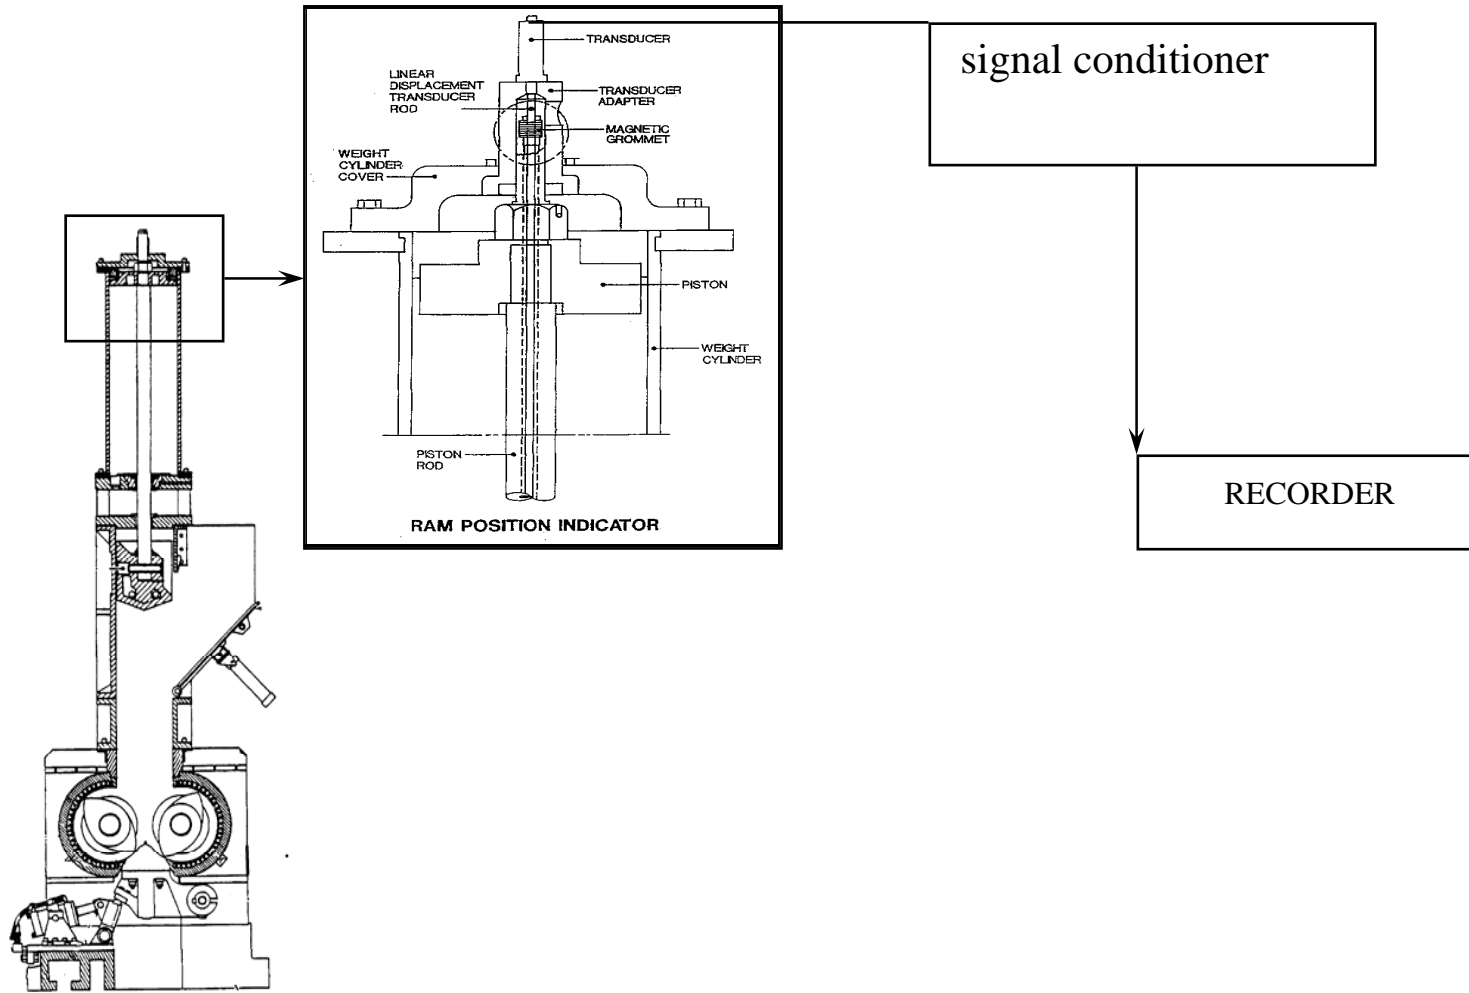 TRANSDUCER
LINEAR
DISPLACEMENT
TRANSDUCER
ROD
TRANSDUCER
ADAPTER
MAGNETIC
GROMMET
WEIGHT
CYLINDER
COVER
PISTON
WEIGHT
CYLINDER
PISTON
ROD
RAM POSITION INDICATOR
signal conditioner
RECORDER